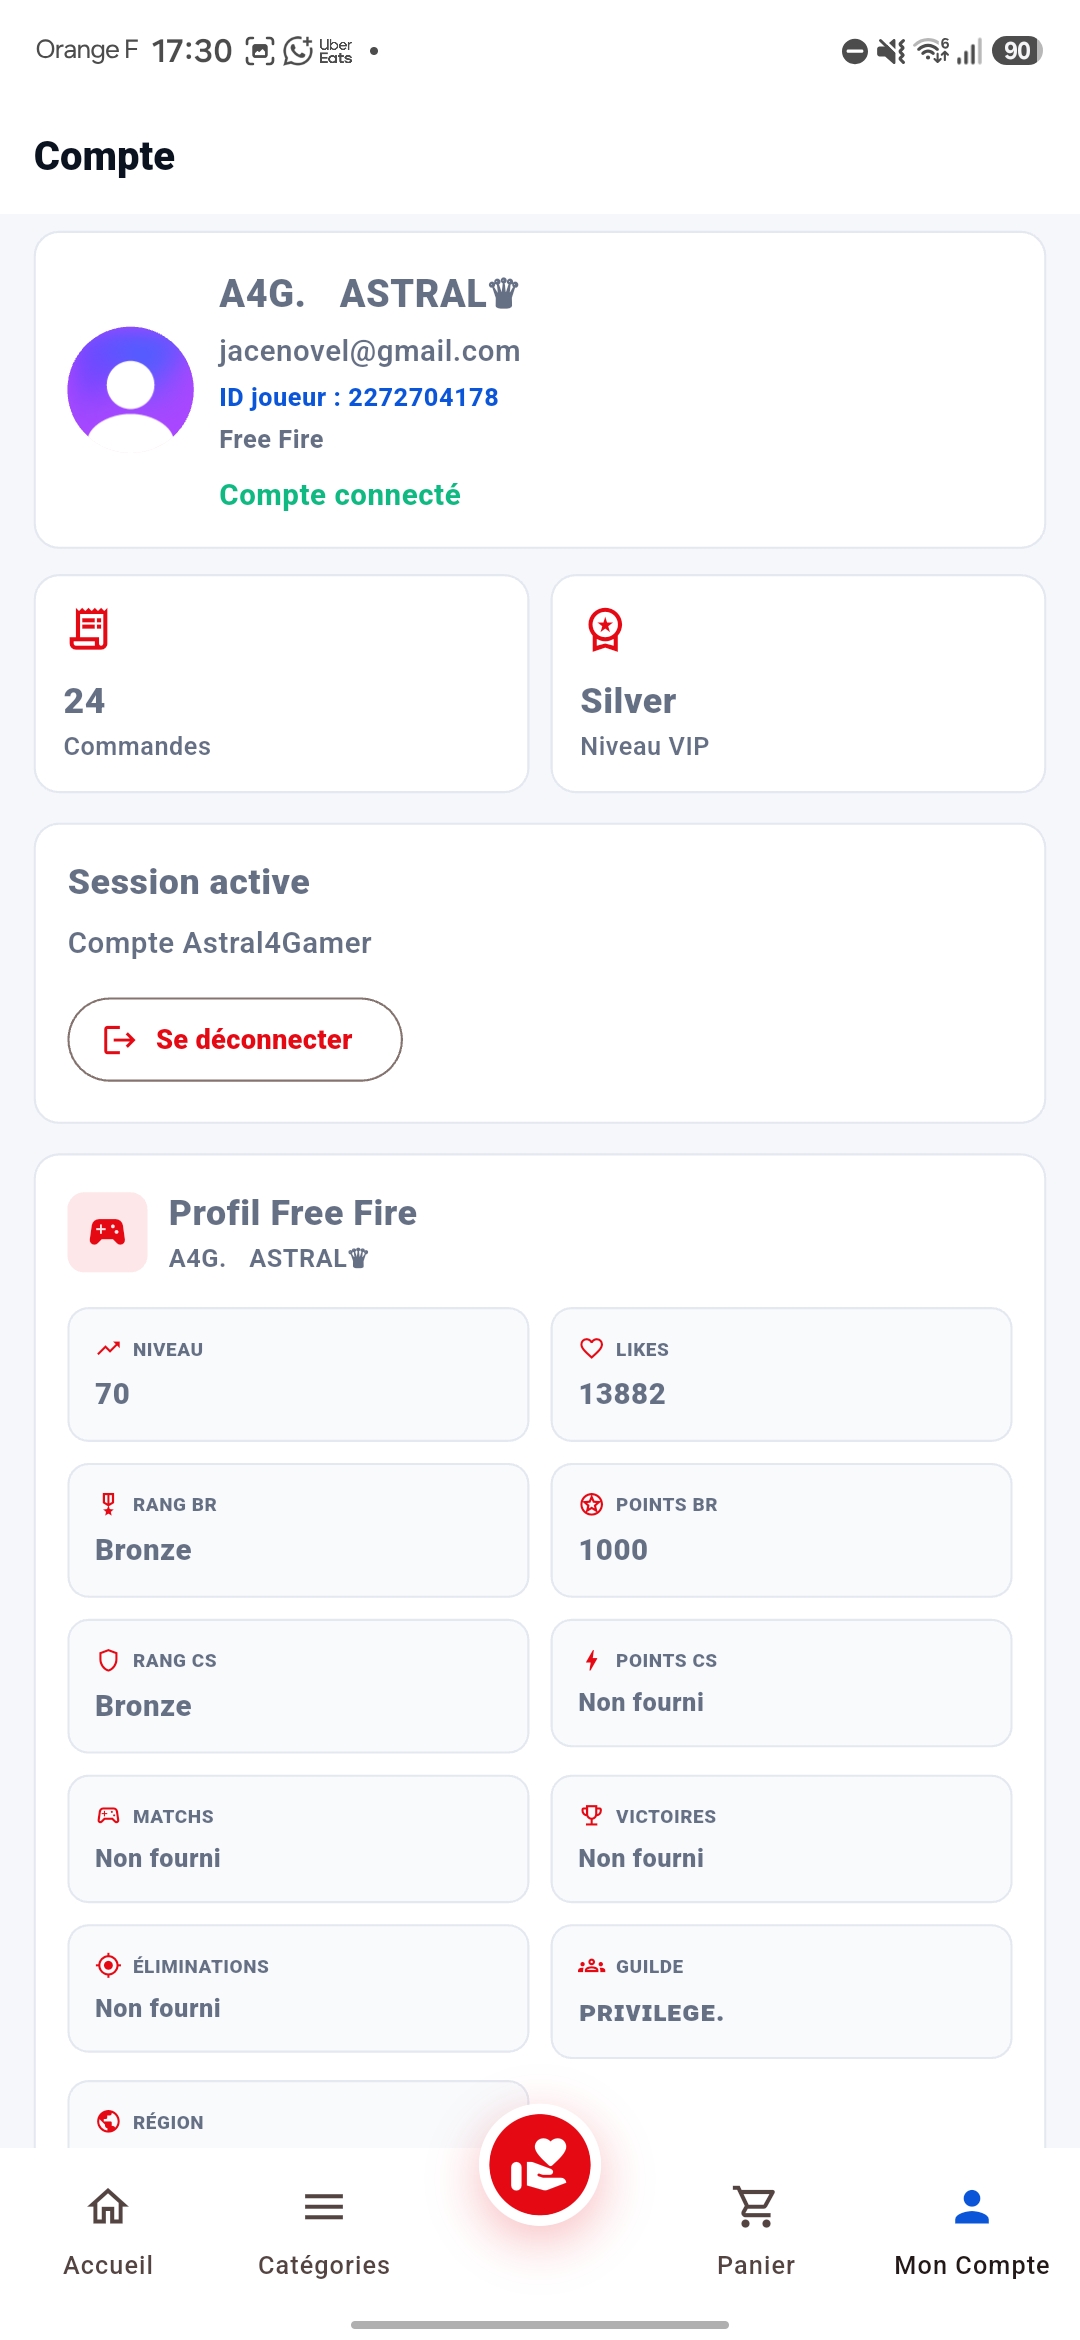 Orange F 17:30 Uber Eats 6 90
Compte
A4G. ASTRAL♛
jacenovel@gmail.com
ID joueur : 2272704178
Free Fire
Compte connecté
24
Commandes
Silver
Niveau VIP
Session active
Compte Astral4Gamer
Se déconnecter
Profil Free Fire
A4G. ASTRAL♛
NIVEAU
70
LIKES
13882
RANG BR
Bronze
POINTS BR
1000
RANG CS
Bronze
POINTS CS
Non fourni
MATCHS
Non fourni
VICTOIRES
Non fourni
ÉLIMINATIONS
Non fourni
GUILDE
PRIVILEGE.
RÉGION
Accueil
Catégories
Panier
Mon Compte